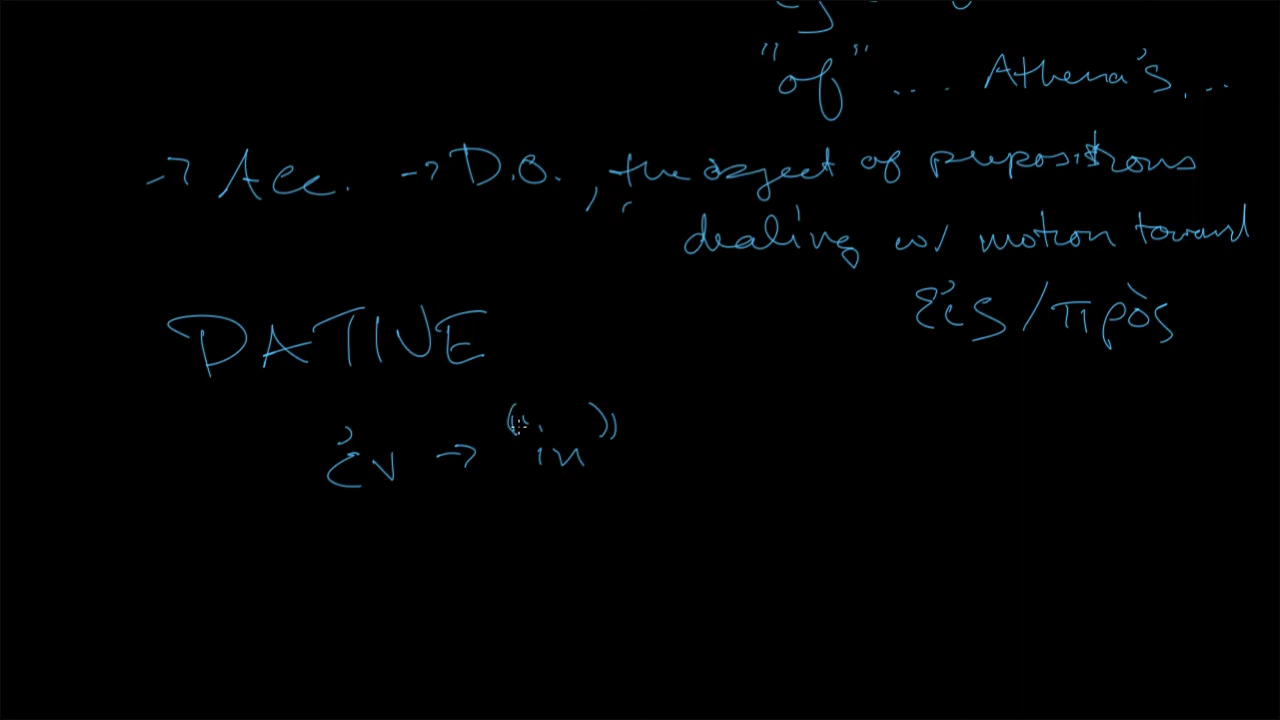 "of" .... Athena's...
→ Acc. → D.O., the object of prepositions
dealing w/ motion toward
εἰς/πρὸς
DATIVE
ἐν → "in"